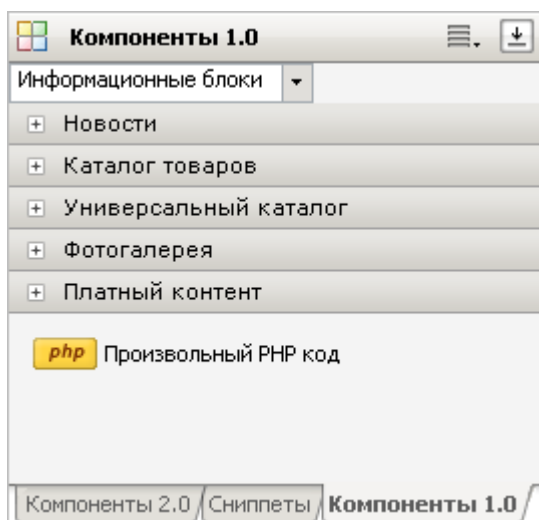 Компоненты 1.0
Информационные блоки
Новости
Каталог товаров
Универсальный каталог
Фотогалерея
Платный контент
php Произвольный PHP код
Компоненты 2.0 Сниппеты Компоненты 1.0